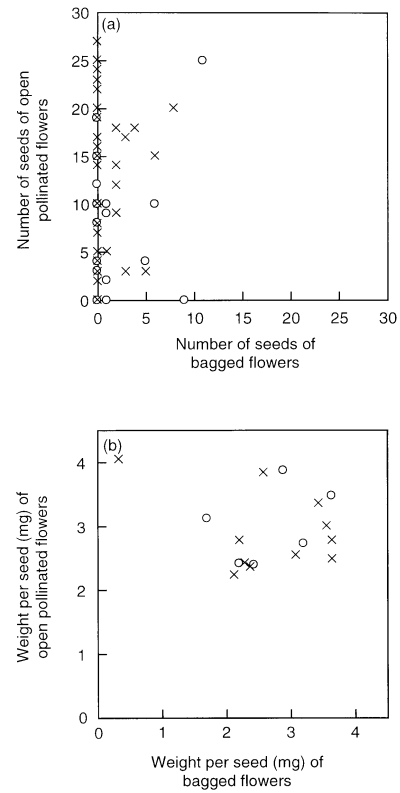 (a)
30
25
20
15
10
5
0
Number of seeds of open
pollinated flowers
0 5 10 15 20 25 30
Number of seeds of
bagged flowers
(b)
4
3
2
1
0
Weight per seed (mg) of
open pollinated flowers
0 1 2 3 4
Weight per seed (mg) of
bagged flowers